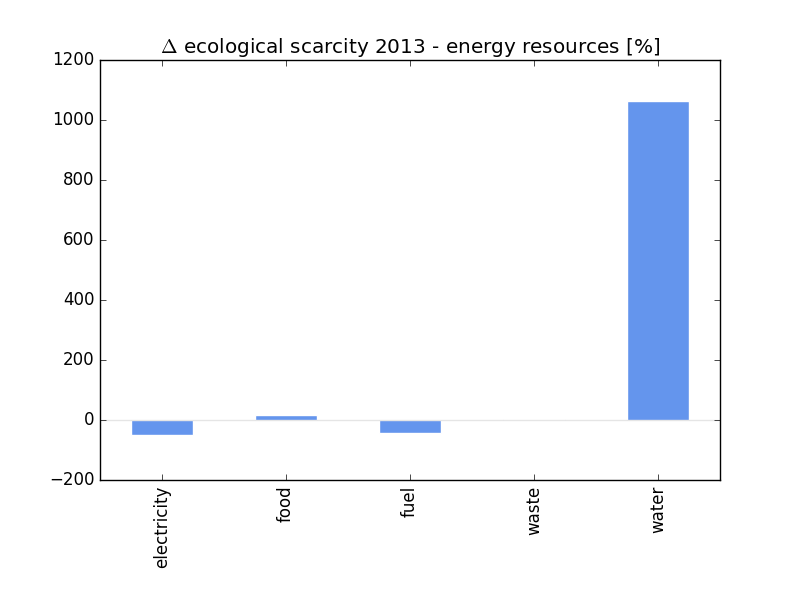 Δ ecological scarcity 2013 - energy resources [%]
1200
1000
800
600
400
200
0
−200
electricity
food
fuel
waste
water